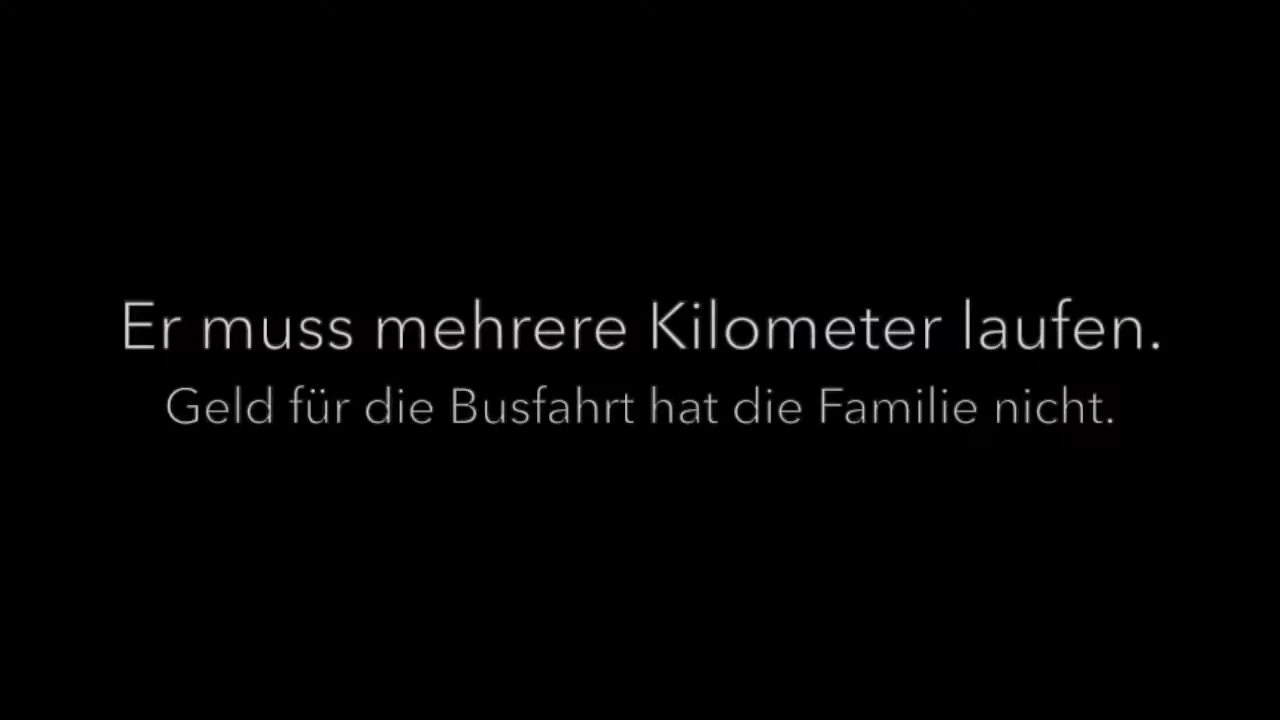 Er muss mehrere Kilometer laufen.
Geld für die Busfahrt hat die Familie nicht.